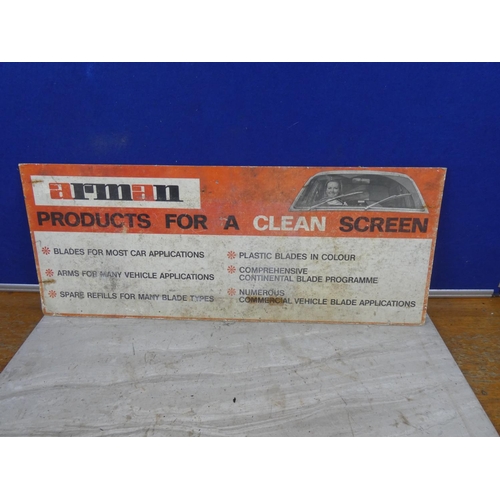 arman
PRODUCTS FOR A CLEAN SCREEN
BLADES FOR MOST CAR APPLICATIONS
ARMS FOR MANY VEHICLE APPLICATIONS
SPARE REFILLS FOR MANY BLADE TYPES
PLASTIC BLADES IN COLOUR
COMPREHENSIVE
CONTINENTAL BLADE PROGRAMME
NUMEROUS
COMMERCIAL VEHICLE BLADE APPLICATIONS